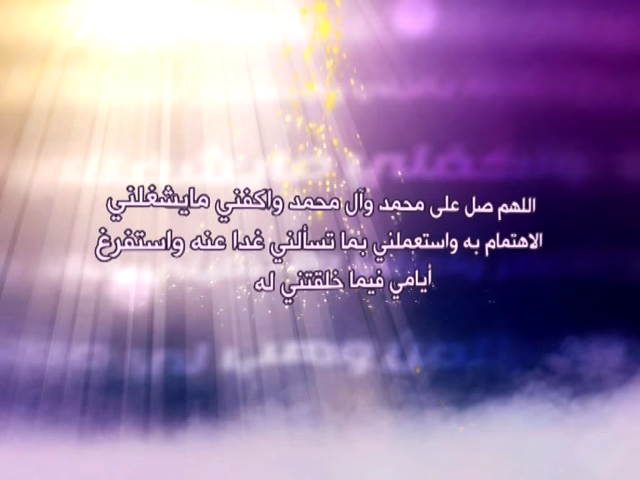 اللهم صل على محمد وآل محمد واكفني مايشغلني
الاهتمام به واستعملني بما تسألني غدا عنه واستفرغ
أيامي فيما خلقتني له